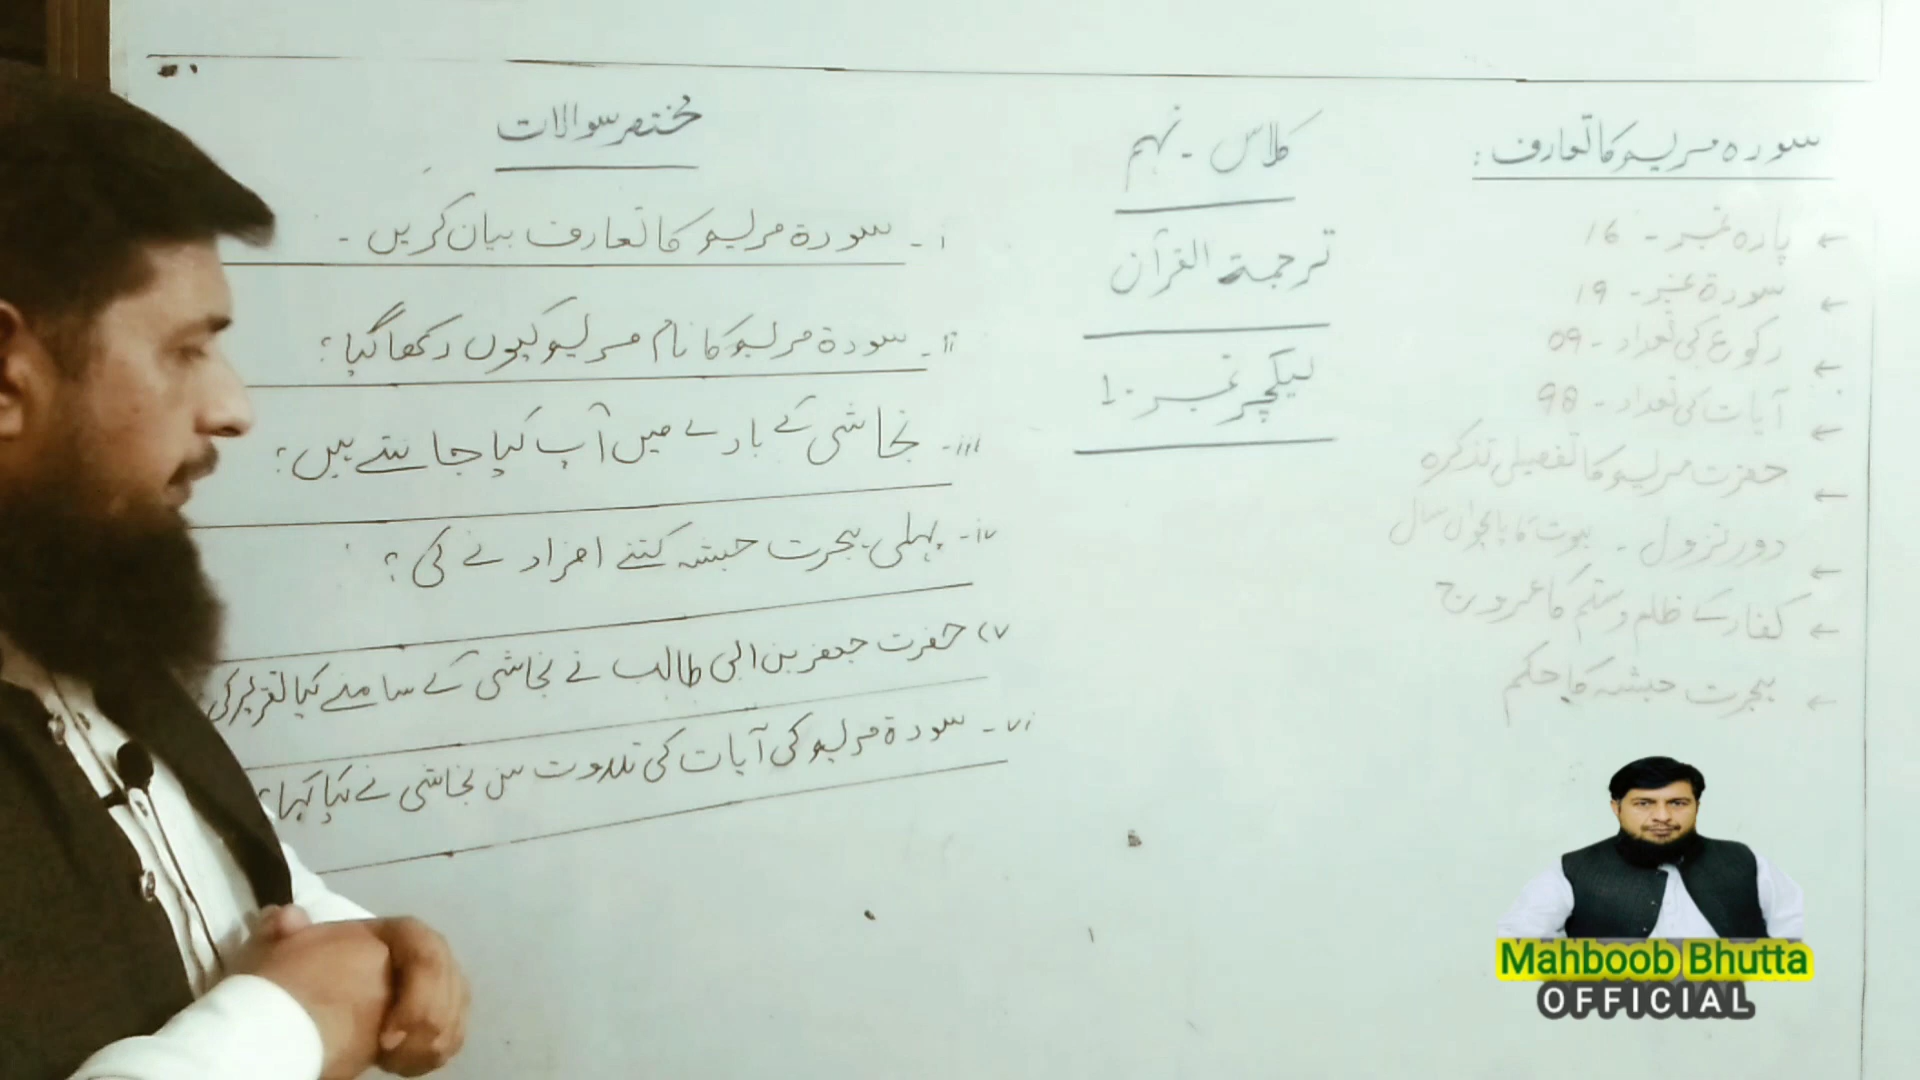 سورہ مریم کا تعارف :
← پارہ نمبر - 16
← سورۃ نمبر - 19
← رکوع کی تعداد - 09
← آیات کی تعداد - 98
← حضرت مریم کا تفصیلی تذکرہ
← دور نزول - نبوت کا پانچواں سال
← کفار کے ظلم و ستم کا عروج
← ہجرت حبشہ کا حکم
کلاس - نہم
ترجمۃ القرآن
لیکچر نمبر 1
مختصر سوالات
i - سورۃ مریم کا تعارف بیان کریں -
ii - سورۃ مریم کا نام مریم کیوں رکھا گیا ؟
iii - نجاشی کے بارے میں آپ کیا جانتے ہیں ؟
iv - پہلی ہجرت حبشہ کتنے افراد نے کی ؟
v) حضرت جعفر بن ابی طالب نے نجاشی کے سامنے کیا تقریر کی
vi - سورۃ مریم کی آیات کی تلاوت سن نجاشی نے کیا کہا ؟
Mahboob Bhutta
OFFICIAL